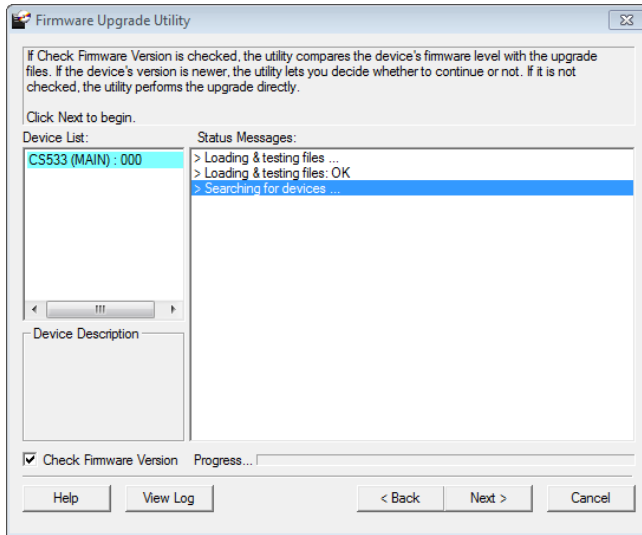 Firmware Upgrade Utility
If Check Firmware Version is checked, the utility compares the device's firmware level with the upgrade
files. If the device's version is newer, the utility lets you decide whether to continue or not. If it is not
checked, the utility performs the upgrade directly.
Click Next to begin.
Device List:
Status Messages:
CS533 (MAIN) : 000
> Loading & testing files ...
> Loading & testing files: OK
> Searching for devices ...
Device Description
Check Firmware Version
Progress...
Help
View Log
< Back
Next >
Cancel